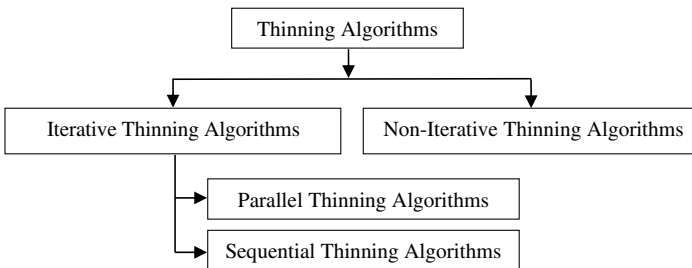 Thinning Algorithms
Iterative Thinning Algorithms
Non-Iterative Thinning Algorithms
Parallel Thinning Algorithms
Sequential Thinning Algorithms